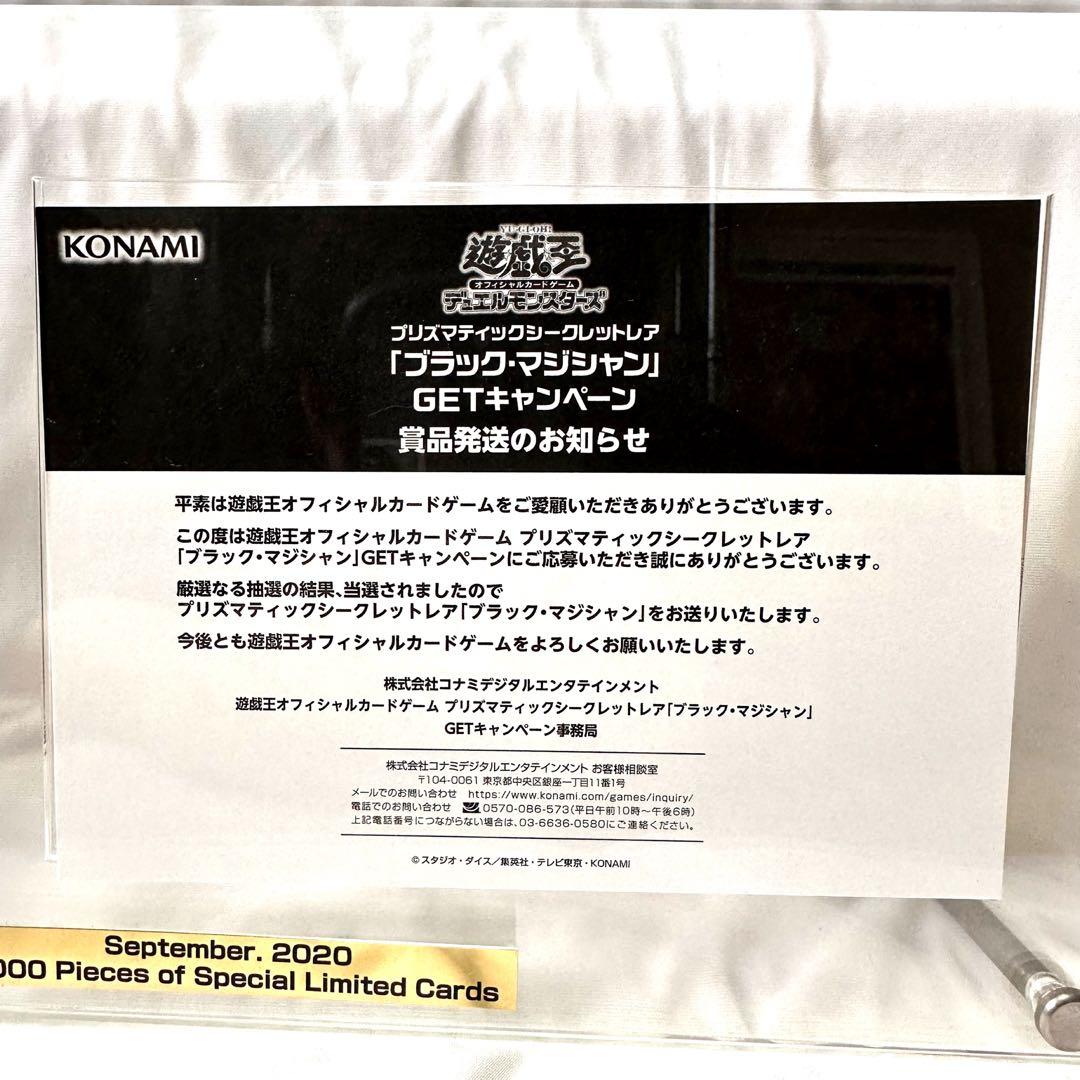 KONAMI
YU-GI-OH!
遊戯王
オフィシャルカードゲーム
デュエルモンスターズ
プリズマティックシークレットレア
「ブラック・マジシャン」
GETキャンペーン
賞品発送のお知らせ
平素は遊戯王オフィシャルカードゲームをご愛顧いただきありがとうございます。
この度は遊戯王オフィシャルカードゲーム プリズマティックシークレットレア
「ブラック・マジシャン」GETキャンペーンにご応募いただき誠にありがとうございます。
厳選なる抽選の結果、当選されましたので
プリズマティックシークレットレア「ブラック・マジシャン」をお送りいたします。
今後とも遊戯王オフィシャルカードゲームをよろしくお願いいたします。
株式会社コナミデジタルエンタテインメント
遊戯王オフィシャルカードゲーム プリズマティックシークレットレア「ブラック・マジシャン」
GETキャンペーン事務局
株式会社コナミデジタルエンタテインメント お客様相談室
〒104-0061 東京都中央区銀座一丁目11番1号
メールでのお問い合わせ https://www.konami.com/games/inquiry/
電話でのお問い合わせ 0570-086-573(平日午前10時～午後6時)
上記電話番号につながらない場合は、03-6636-0580にご連絡ください。
©スタジオ・ダイス／集英社・テレビ東京・KONAMI
September. 2020
000 Pieces of Special Limited Cards